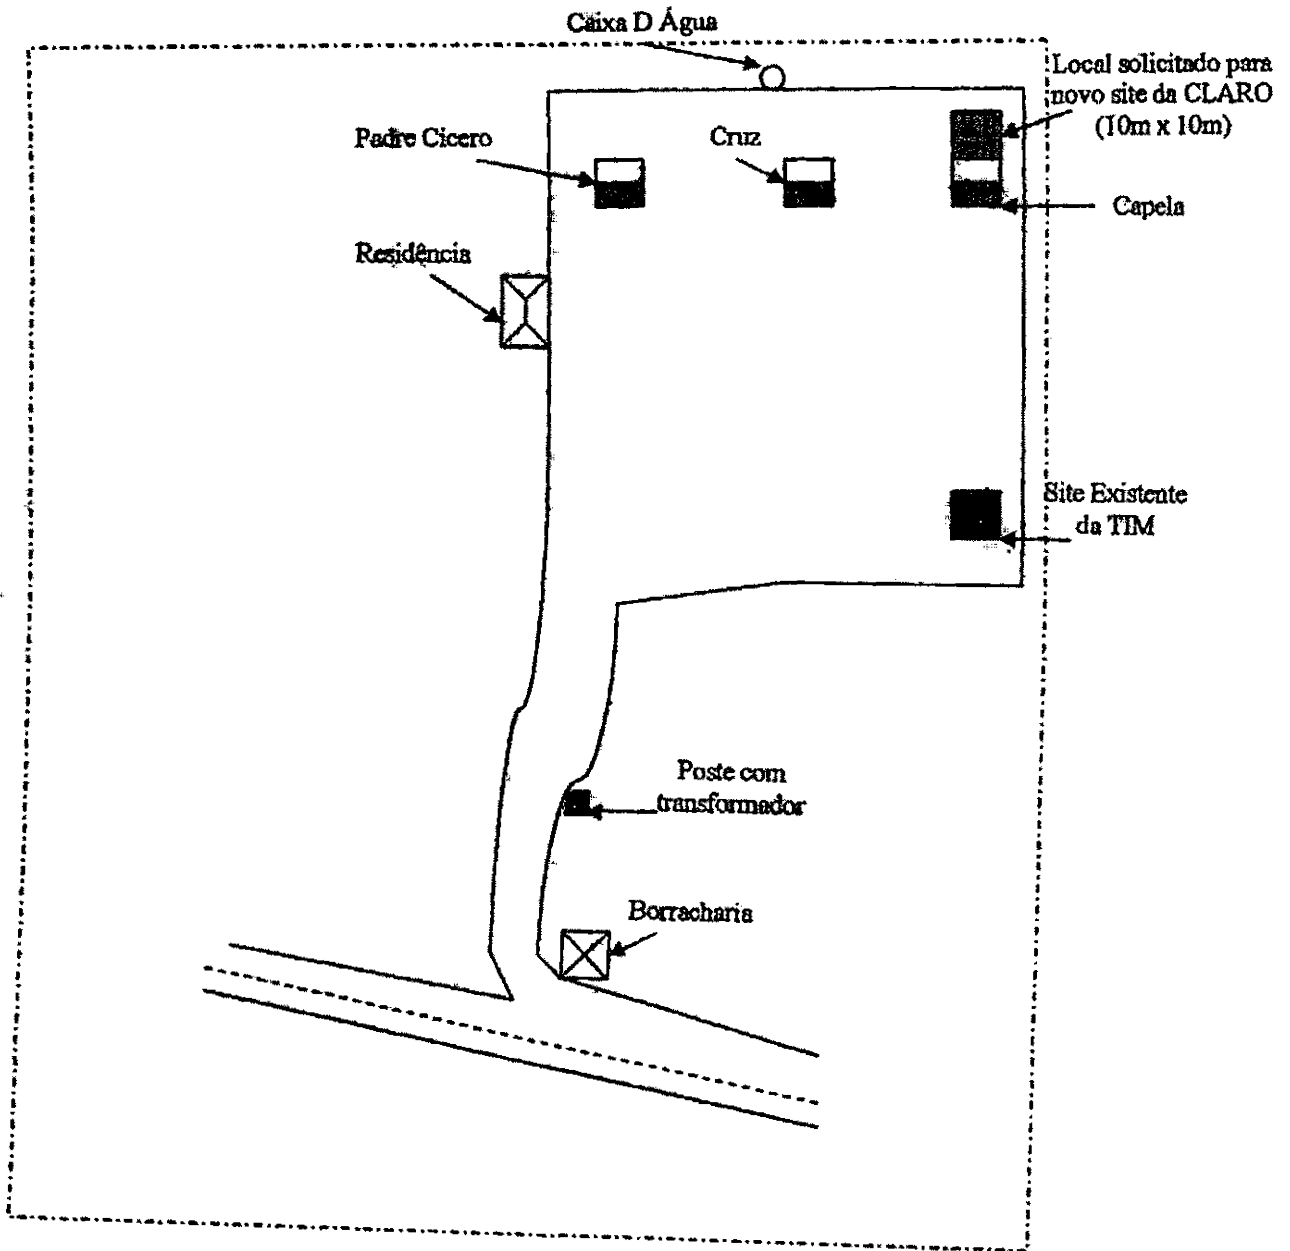 Caixa D Água
Local solicitado para
novo site da CLARO
(10m x 10m)
Padre Cicero
Cruz
Capela
Residência
Site Existente
da TIM
Poste com
transformador
Borracharia